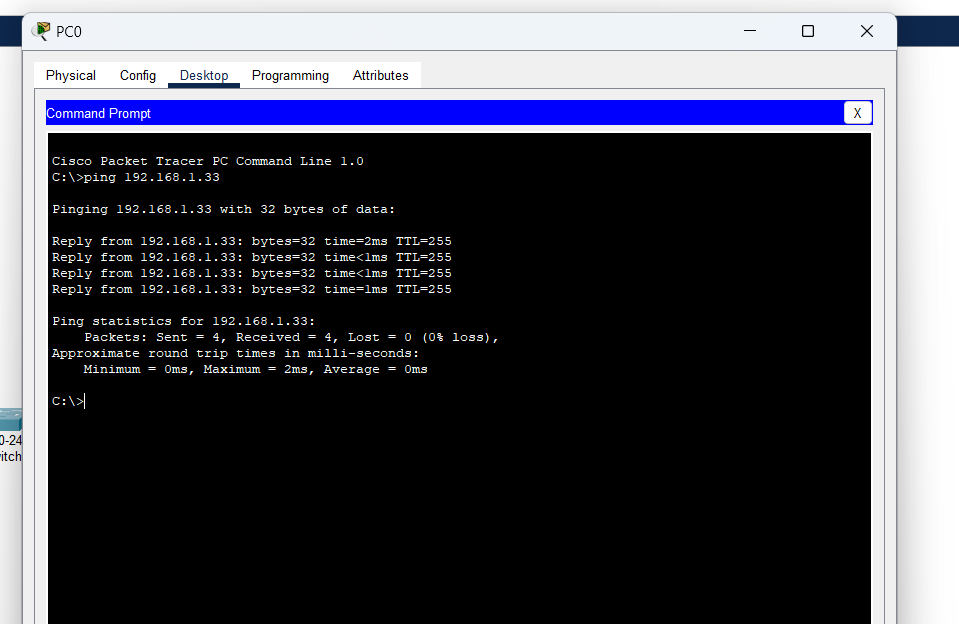 PC0
Physical Config Desktop Programming Attributes
Command Prompt X
Cisco Packet Tracer PC Command Line 1.0
C:\>ping 192.168.1.33
Pinging 192.168.1.33 with 32 bytes of data:
Reply from 192.168.1.33: bytes=32 time=2ms TTL=255
Reply from 192.168.1.33: bytes=32 time<1ms TTL=255
Reply from 192.168.1.33: bytes=32 time<1ms TTL=255
Reply from 192.168.1.33: bytes=32 time=1ms TTL=255
Ping statistics for 192.168.1.33:
Packets: Sent = 4, Received = 4, Lost = 0 (0% loss),
Approximate round trip times in milli-seconds:
Minimum = 0ms, Maximum = 2ms, Average = 0ms
C:\>
0-24
itch